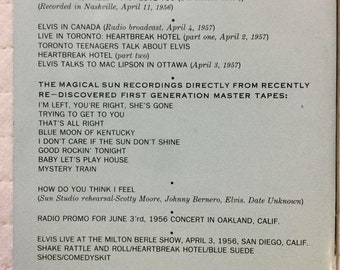 (Recorded in Nashville, April 11, 1956)
•
ELVIS IN CANADA (Radio broadcast, April 4, 1957)
LIVE IN TORONTO: HEARTBREAK HOTEL (part one, April 2, 1957)
TORONTO TEENAGERS TALK ABOUT ELVIS
HEARTBREAK HOTEL (part two)
ELVIS TALKS TO MAC LIPSON IN OTTAWA (April 3, 1957)
•
THE MAGICAL SUN RECORDINGS DIRECTLY FROM RECENTLY
RE-DISCOVERED FIRST GENERATION MASTER TAPES:
I'M LEFT, YOU'RE RIGHT, SHE'S GONE
TRYING TO GET TO YOU
THAT'S ALL RIGHT
BLUE MOON OF KENTUCKY
I DON'T CARE IF THE SUN DON'T SHINE
GOOD ROCKIN' TONIGHT
BABY LET'S PLAY HOUSE
MYSTERY TRAIN
•
HOW DO YOU THINK I FEEL
(Sun Studio rehearsal-Scotty Moore, Johnny Bernero, Elvis. Date Unknown)
•
RADIO PROMO FOR JUNE 3'rd, 1956 CONCERT IN OAKLAND, CALIF.
•
ELVIS LIVE AT THE MILTON BERLE SHOW, APRIL 3, 1956, SAN DIEGO, CALIF.
SHAKE RATTLE AND ROLL/HEARTBREAK HOTEL/BLUE SUEDE
SHOES/COMEDYSKIT